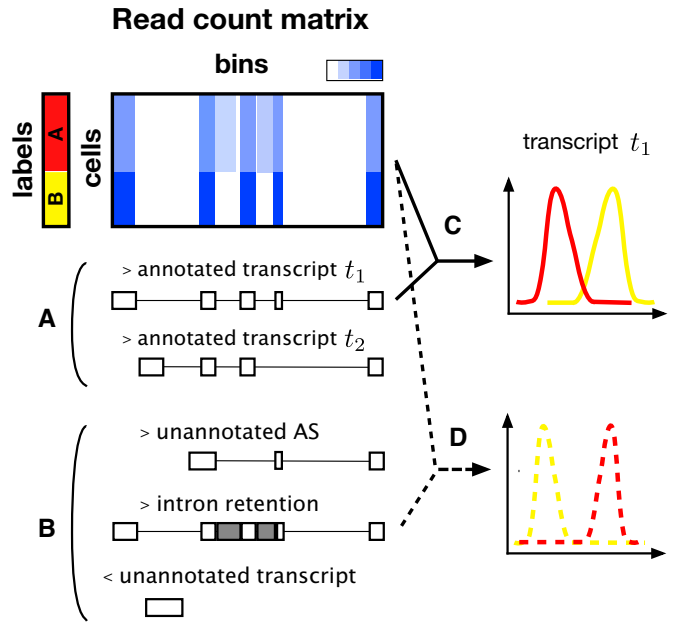 Read count matrix
bins
labels
A
B
cells
transcript t₁
C
A
> annotated transcript t₁
> annotated transcript t₂
B
> unannotated AS
D
> intron retention
< unannotated transcript